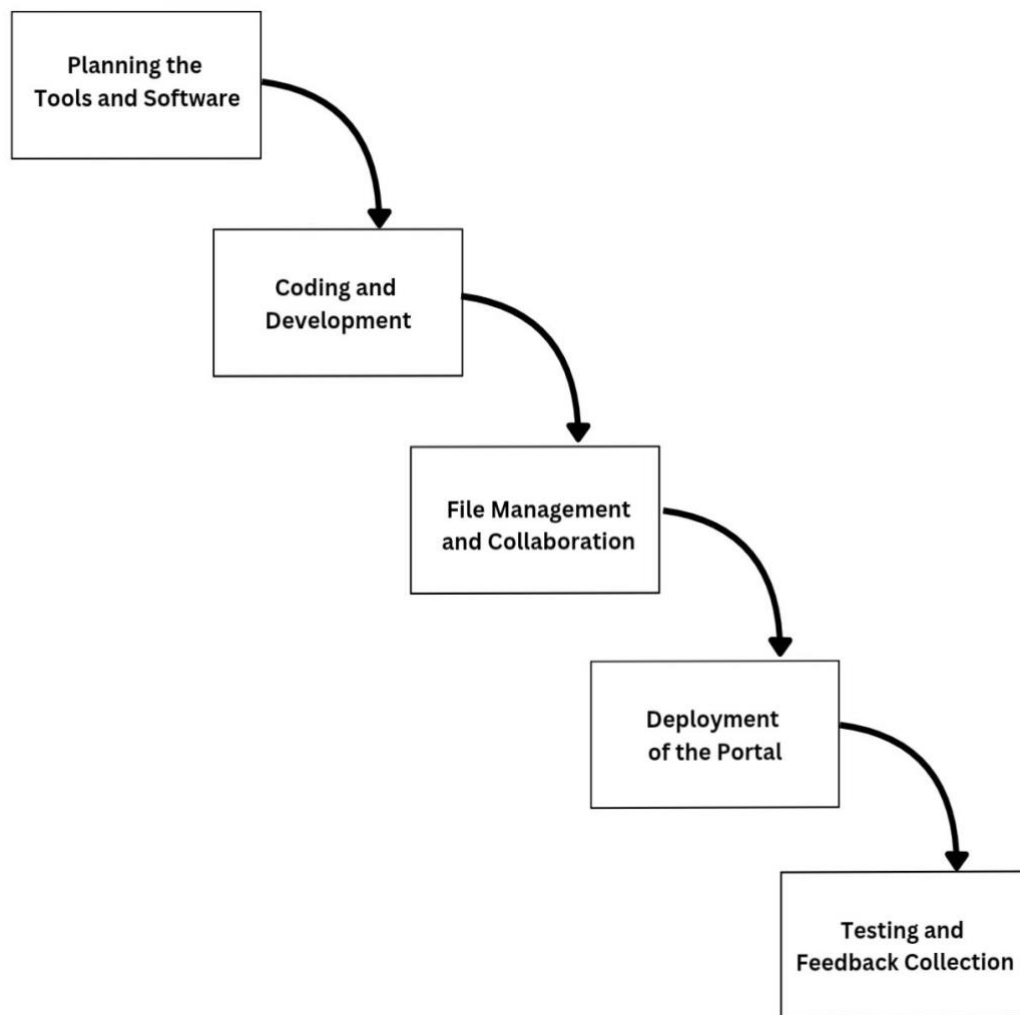 Planning the
Tools and Software
Coding and
Development
File Management
and Collaboration
Deployment
of the Portal
Testing and
Feedback Collection